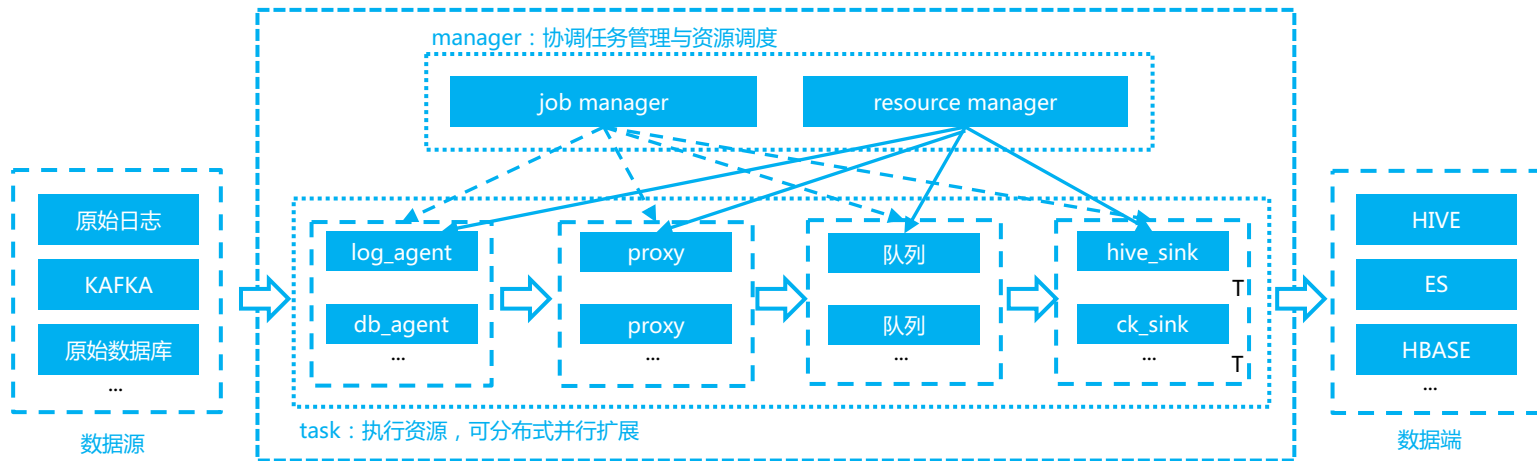 manager：协调任务管理与资源调度
job manager
resource manager
原始日志
KAFKA
原始数据库
...
数据源
log_agent
db_agent
...
proxy
proxy
...
队列
队列
...
hive_sink
T
ck_sink
...
T
task：执行资源，可分布式并行扩展
HIVE
ES
HBASE
...
数据端